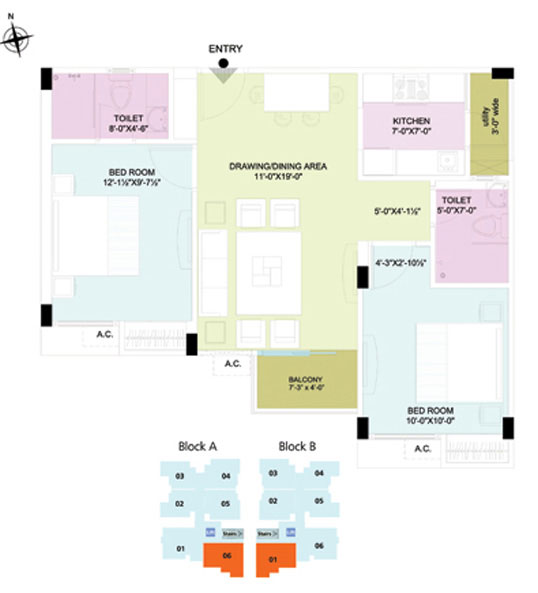 N
ENTRY
TOILET
8'-0"X4'-6"
KITCHEN
7'-0"X7'-0"
utility
3'-0" wide
BED ROOM
12'-1½"X9'-7½"
DRAWING/DINING AREA
11'-0"X19'-0"
TOILET
5'-0"X7'-0"
5'-0"X4'-1½"
4'-3"X2'-10½"
A.C.
A.C.
BALCONY
7'-3" x 4'-0"
BED ROOM
10'-0"X10'-0"
A.C.
Block A
Block B
03
04
03
04
02
05
02
05
Lift
Stairs
Stairs
Lift
01
06
01
06